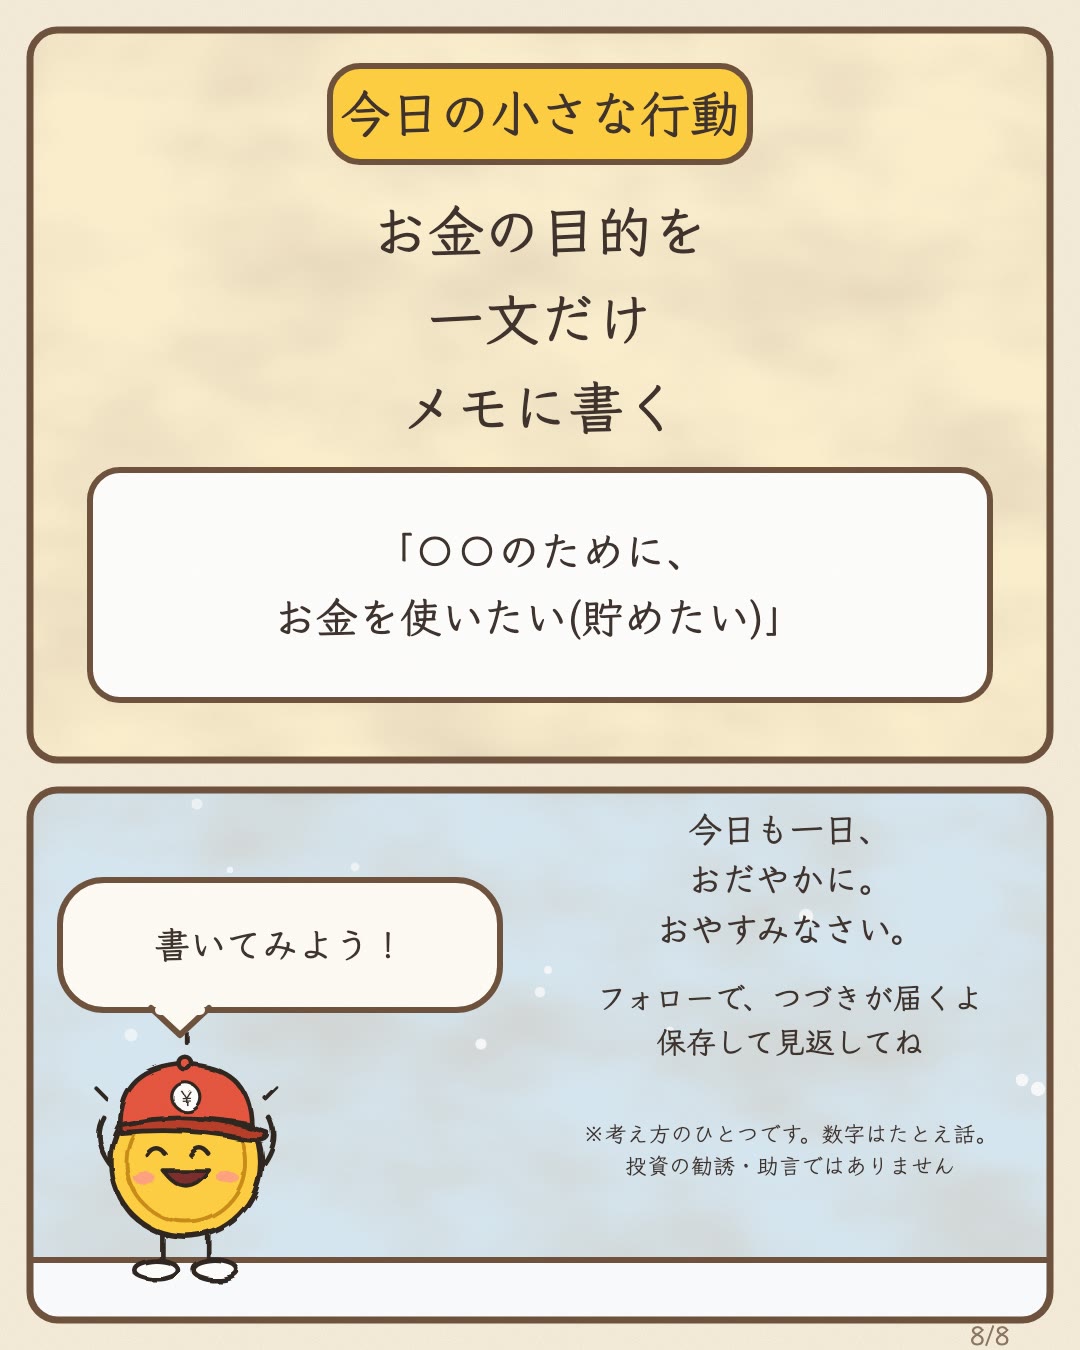 今日の小さな行動
お金の目的を
一文だけ
メモに書く
「〇〇のために、
お金を使いたい(貯めたい)」
今日も一日、
おだやかに。
おやすみなさい。
書いてみよう！
フォローで、つづきが届くよ
保存して見返してね
¥
※考え方のひとつです。数字はたとえ話。
投資の勧誘・助言ではありません
8/8